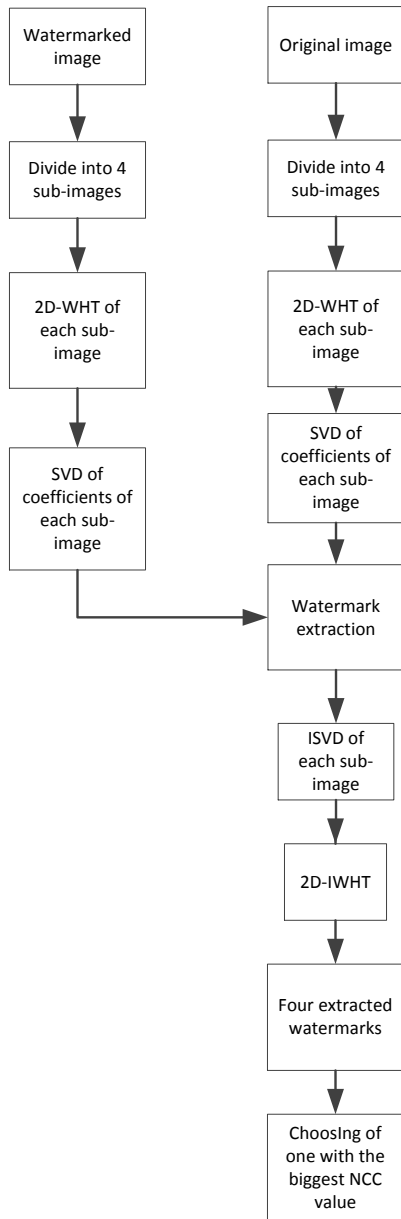 Watermarked
image
Divide into 4
sub-images
2D-WHT of
each sub-
image
SVD of
coefficients of
each sub-
image
Original image
Divide into 4
sub-images
2D-WHT of
each sub-
image
SVD of
coefficients of
each sub-
image
Watermark
extraction
ISVD of
each sub-
image
2D-IWHT
Four extracted
watermarks
ChoosIng of
one with the
biggest NCC
value